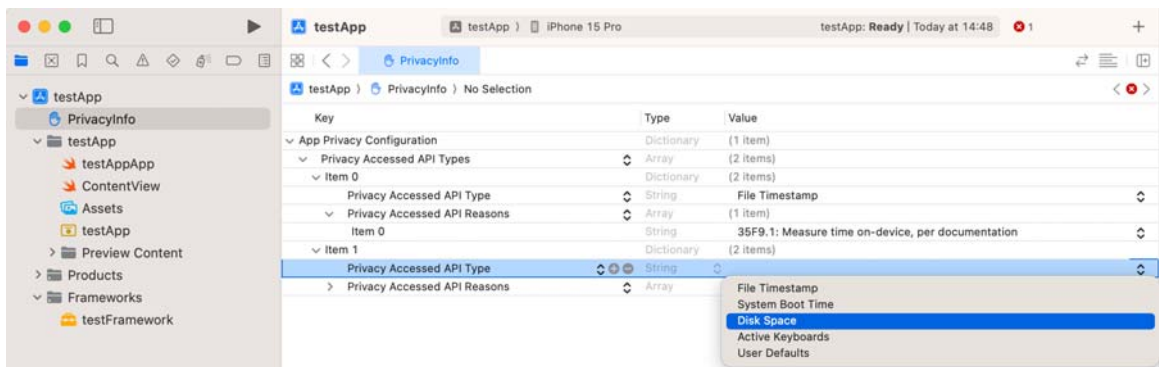 testApp
testApp ⟩ iPhone 15 Pro
testApp: Ready | Today at 14:48
1
PrivacyInfo
testApp ⟩ PrivacyInfo ⟩ No Selection
testApp
PrivacyInfo
testApp
testAppApp
ContentView
Assets
testApp
Preview Content
Products
Frameworks
testFramework
Key Type Value
App Privacy Configuration Dictionary (1 item)
Privacy Accessed API Types Array (2 items)
Item 0 Dictionary (2 items)
Privacy Accessed API Type String File Timestamp
Privacy Accessed API Reasons Array (1 item)
Item 0 String 35F9.1: Measure time on-device, per documentation
Item 1 Dictionary (2 items)
Privacy Accessed API Type String
Privacy Accessed API Reasons Array
File Timestamp
System Boot Time
Disk Space
Active Keyboards
User Defaults